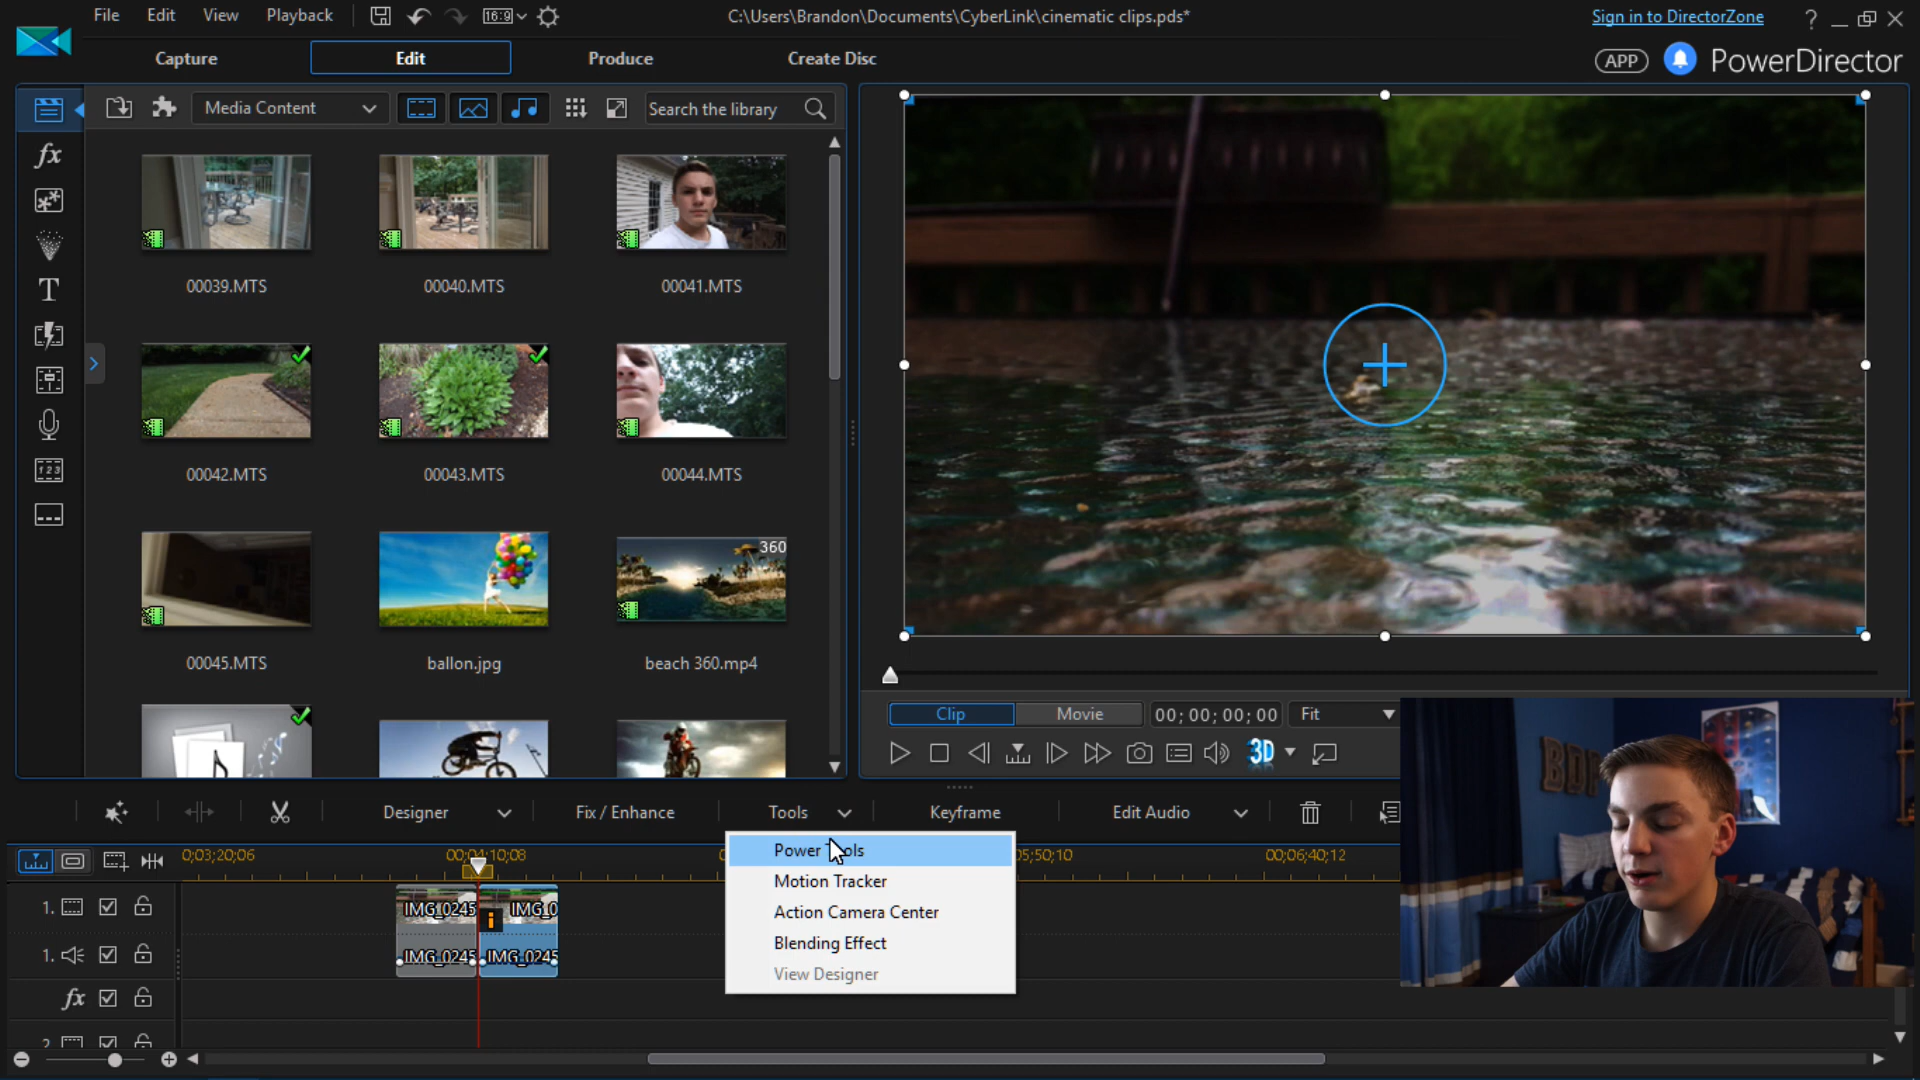 File Edit View Playback 16:9 C:\Users\Brandon\Documents\CyberLink\cinematic clips.pds* Sign in to DirectorZone ?
Capture Edit Produce Create Disc APP PowerDirector
Media Content Search the library
fx
00039.MTS 00040.MTS 00041.MTS
T
00042.MTS 00043.MTS 00044.MTS
123
360
00045.MTS ballon.jpg beach 360.mp4
Clip Movie 00;00;00;00 Fit
3D
BDP
Designer Fix / Enhance Tools Keyframe Edit Audio
Power Tools
Motion Tracker
Action Camera Center
Blending Effect
View Designer
0;03;20;06 00;04;10;08 05;50;10 00;06;40;12
1. IMG_0245 i IMG_0
1. IMG_0245 IMG_0245
fx
2.